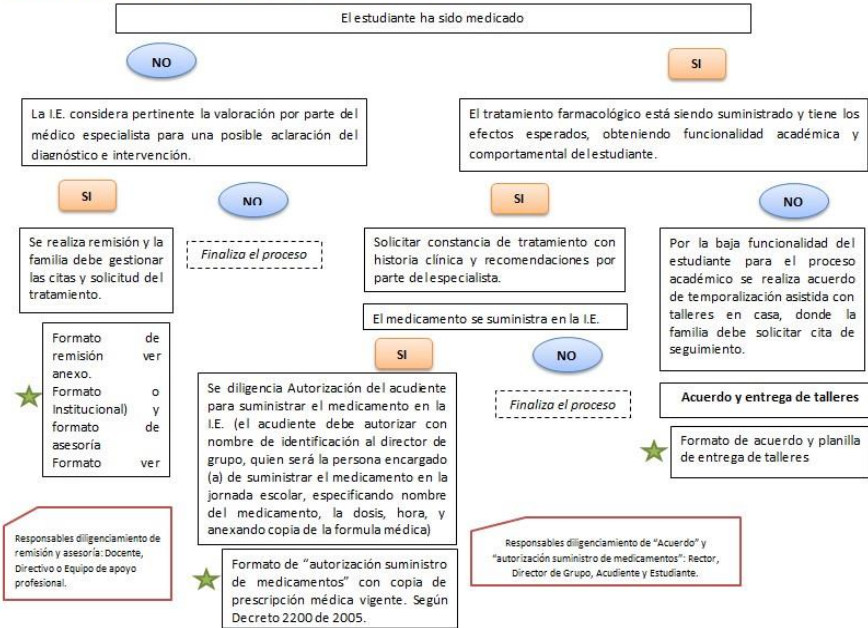 El estudiante ha sido medicado
NO
SI
La I.E. considera pertinente la valoración por parte del
médico especialista para una posible aclaración del
diagnóstico e intervención.
El tratamiento farmacológico está siendo suministrado y tiene los
efectos esperados, obteniendo funcionalidad académica y
comportamental del estudiante.
SI
NO
SI
NO
Se realiza remisión y la
familia debe gestionar
las citas y solicitud del
tratamiento.
Finaliza el proceso
Solicitar constancia de tratamiento con
historia clínica y recomendaciones por
parte del especialista.
Por la baja funcionalidad del
estudiante para el proceso
académico se realiza acuerdo
de temporalización asistida con
talleres en casa, donde la
familia debe solicitar cita de
seguimiento.
El medicamento se suministra en la I.E.
SI
NO
Formato de
remisión ver
anexo.
Formato o
Institucional) y
formato de
asesoría
Formato ver
Se diligencia Autorización del acudiente
para suministrar el medicamento en la
I.E. (el acudiente debe autorizar con
nombre de identificación al director de
grupo, quien será la persona encargado
(a) de suministrar el medicamento en la
jornada escolar, especificando nombre
del medicamento, la dosis, hora, y
anexando copia de la formula médica)
Finaliza el proceso
Acuerdo y entrega de talleres
Formato de acuerdo y planilla
de entrega de talleres
Responsables diligenciamiento de
remisión y asesoría: Docente,
Directivo o Equipo de apoyo
profesional.
Formato de "autorización suministro
de medicamentos" con copia de
prescripción médica vigente. Según
Decreto 2200 de 2005.
Responsables diligenciamiento de "Acuerdo" y
"autorización suministro de medicamentos": Rector,
Director de Grupo, Acudiente y Estudiante.